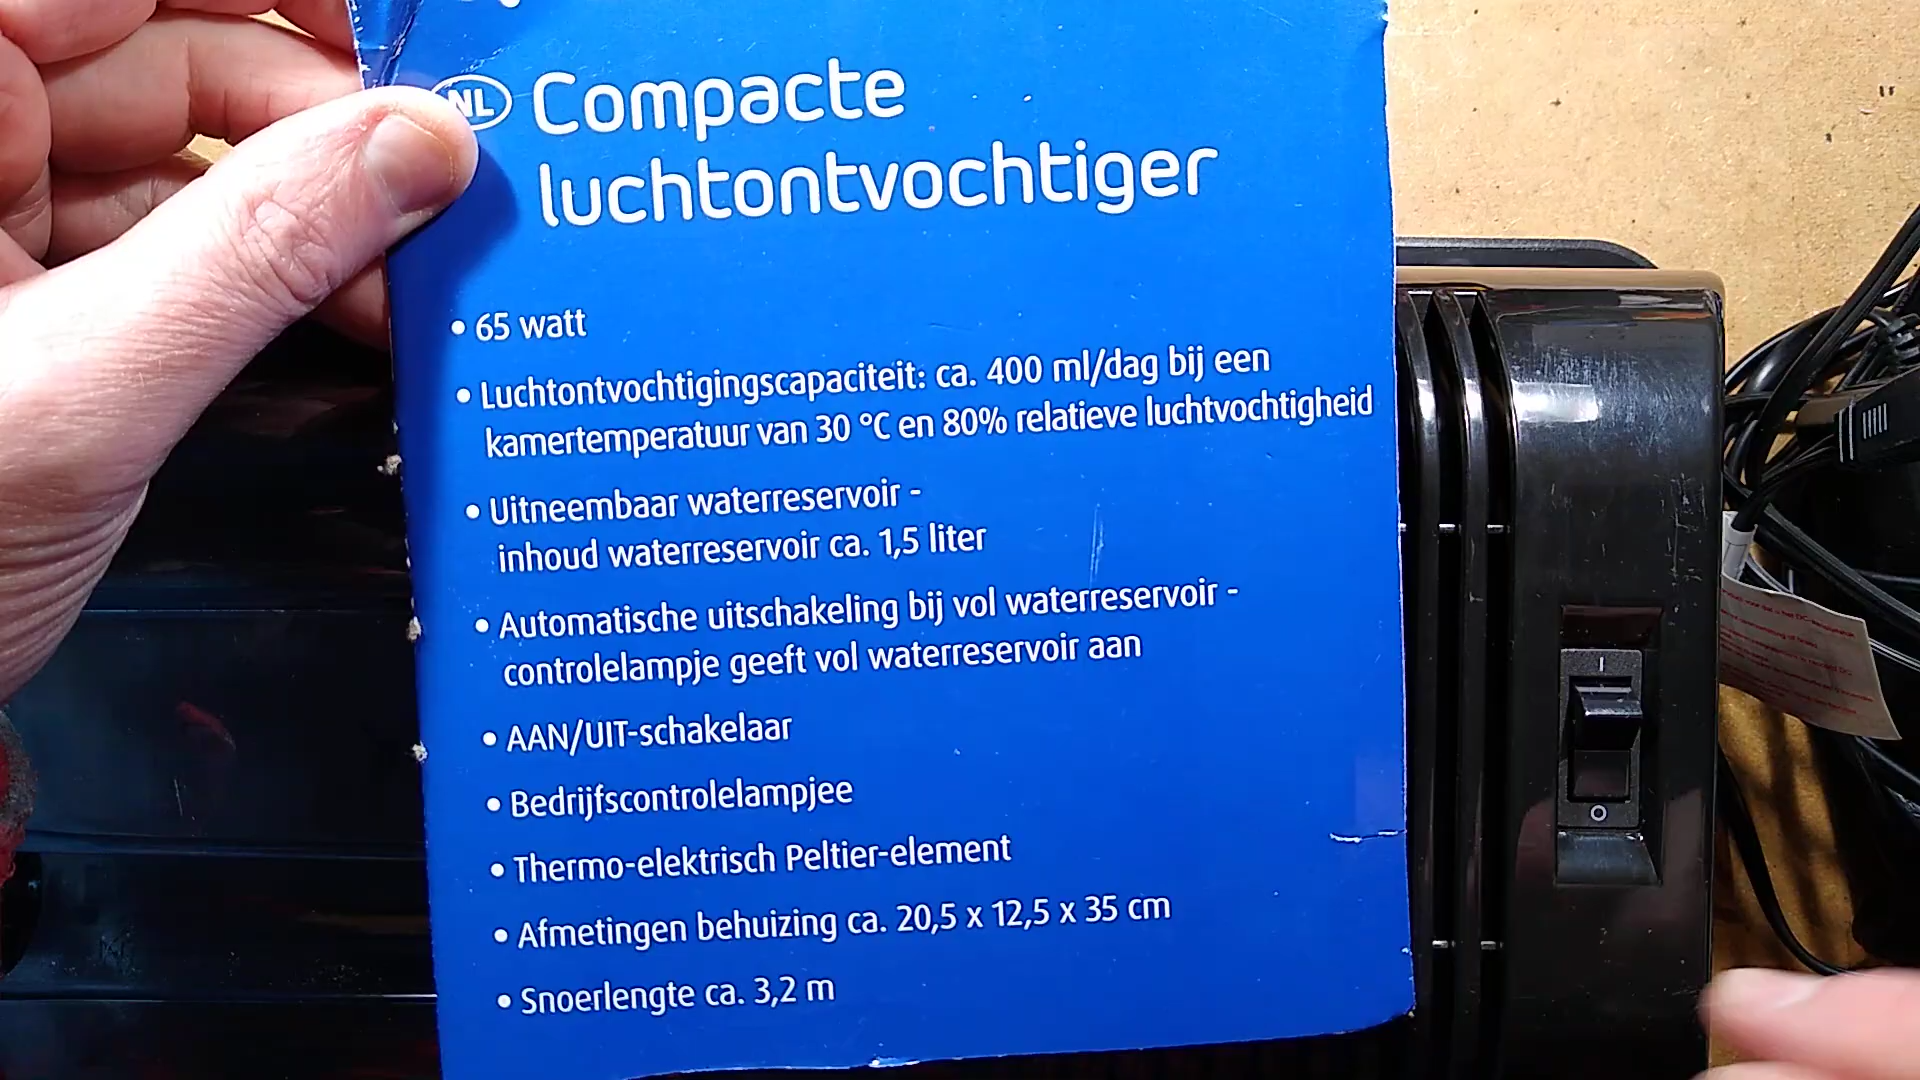 NL Compacte
luchtontvochtiger
• 65 watt
• Luchtontvochtigingscapaciteit: ca. 400 ml/dag bij een
kamertemperatuur van 30 °C en 80% relatieve luchtvochtigheid
• Uitneembaar waterreservoir -
inhoud waterreservoir ca. 1,5 liter
• Automatische uitschakeling bij vol waterreservoir -
controlelampje geeft vol waterreservoir aan
• AAN/UIT-schakelaar
• Bedrijfscontrolelampjee
• Thermo-elektrisch Peltier-element
• Afmetingen behuizing ca. 20,5 x 12,5 x 35 cm
• Snoerlengte ca. 3,2 m
I
O